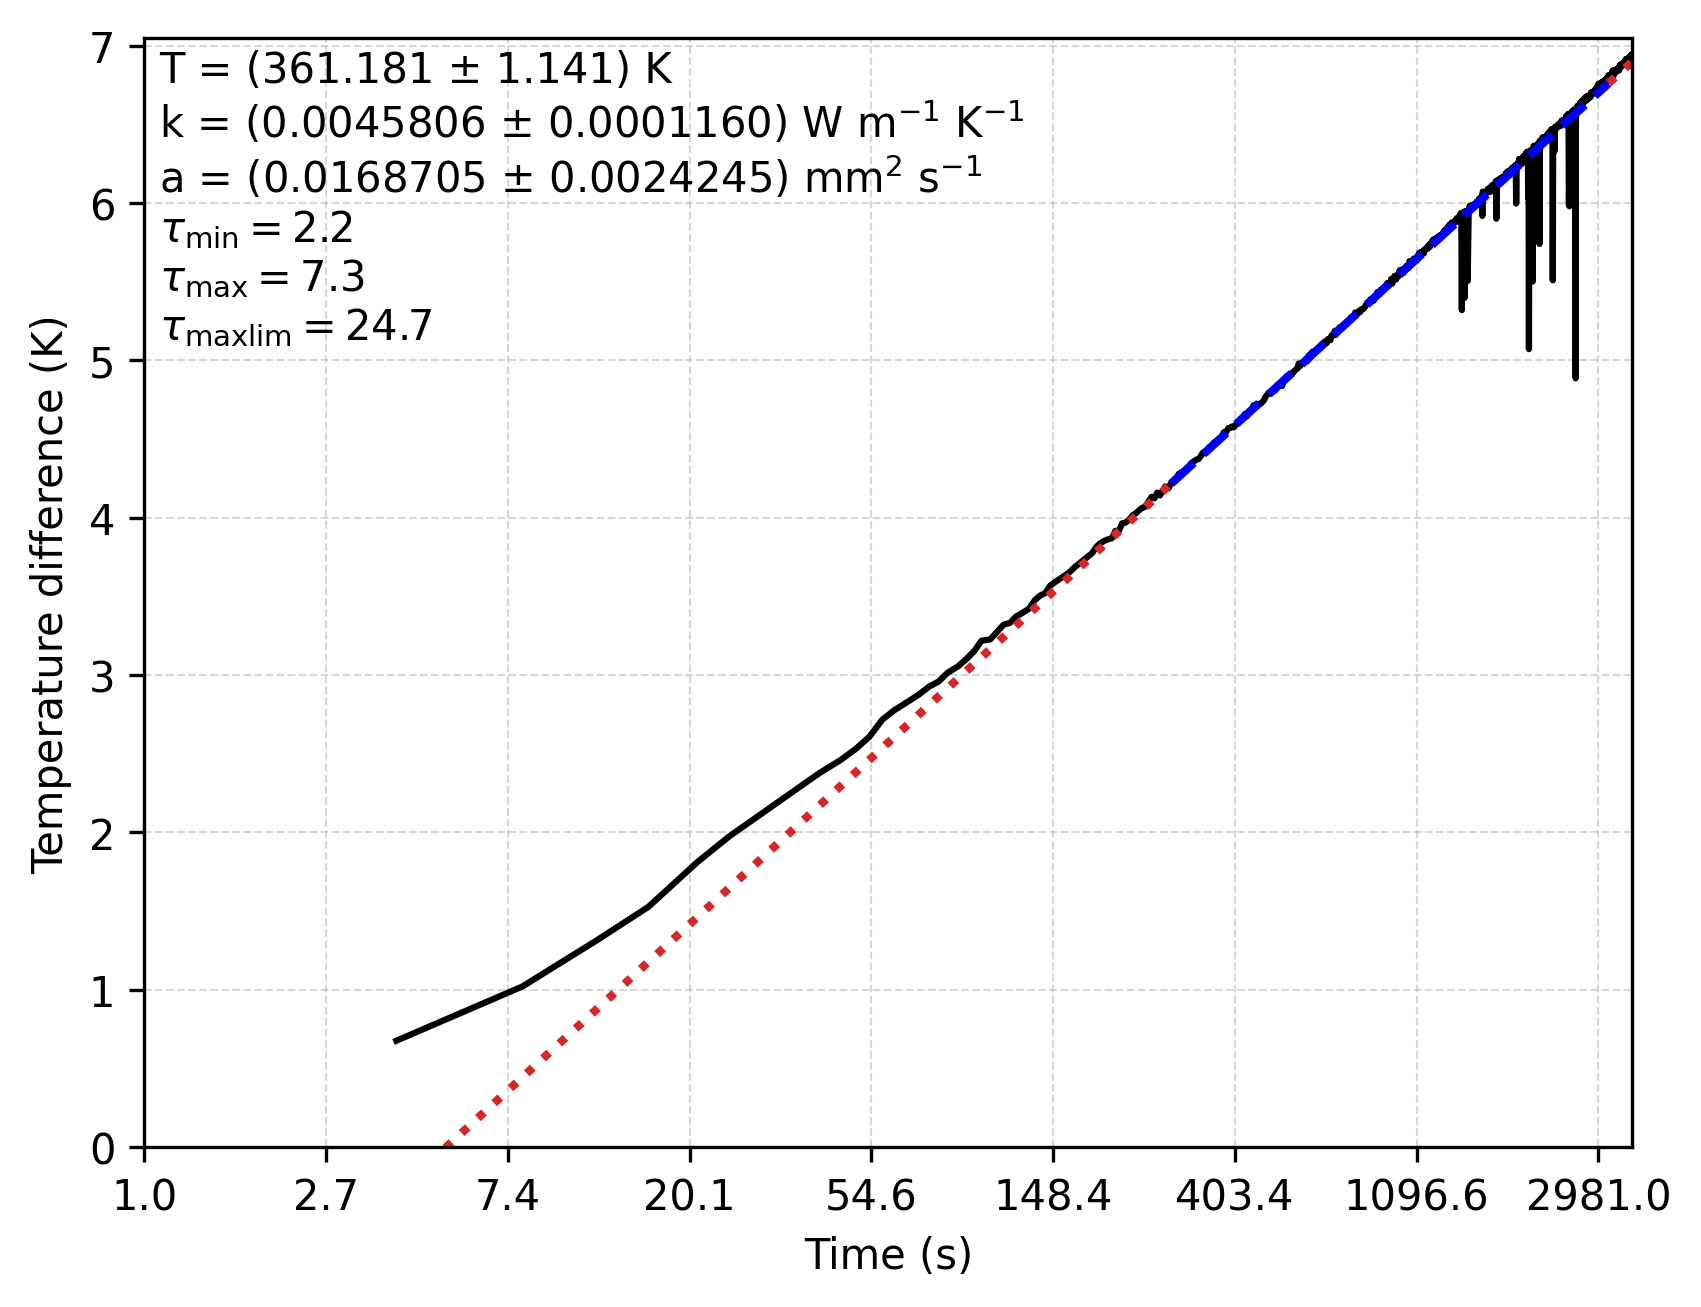 7
T = (361.181 ± 1.141) K
k = (0.0045806 ± 0.0001160) W m⁻¹ K⁻¹
a = (0.0168705 ± 0.0024245) mm² s⁻¹
6
τmin = 2.2
τmax = 7.3
τmaxlim = 24.7
5
4
3
2
1
0
Temperature difference (K)
1.0 2.7 7.4 20.1 54.6 148.4 403.4 1096.6 2981.0
Time (s)